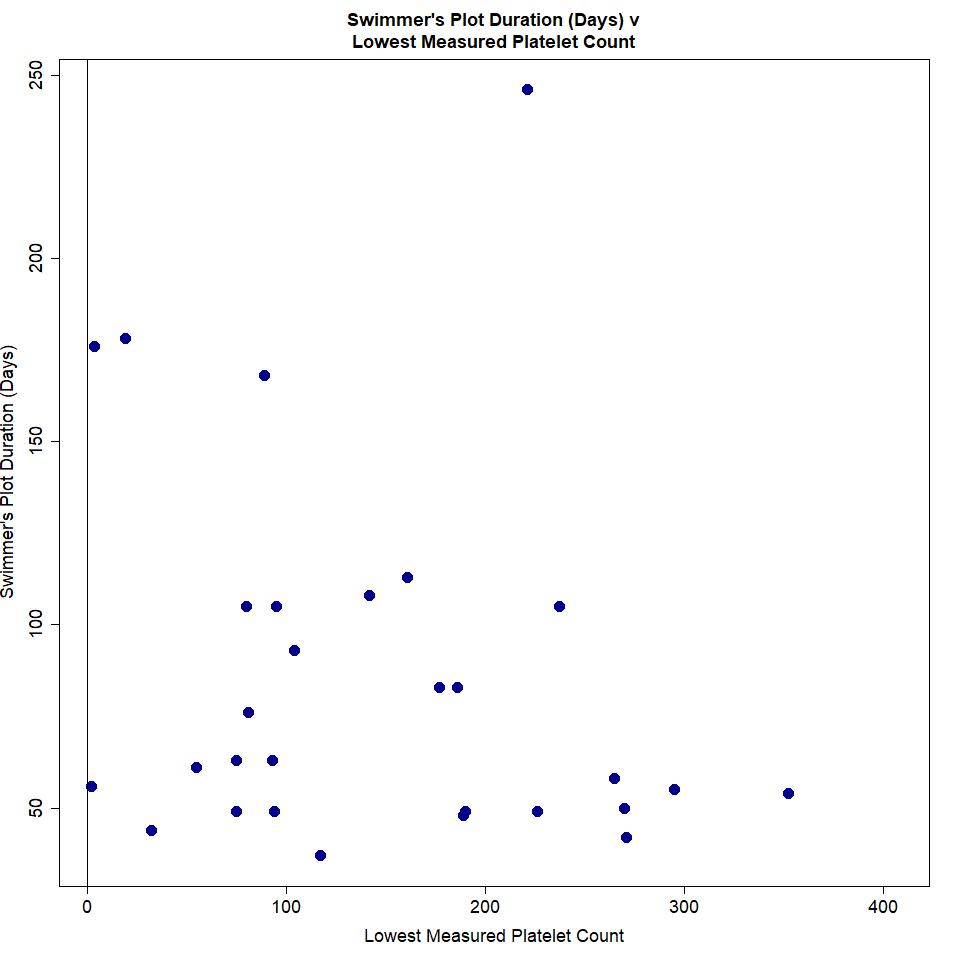 Swimmer's Plot Duration (Days) v
Lowest Measured Platelet Count
Swimmer's Plot Duration (Days)
250
200
150
100
50
0 100 200 300 400
Lowest Measured Platelet Count